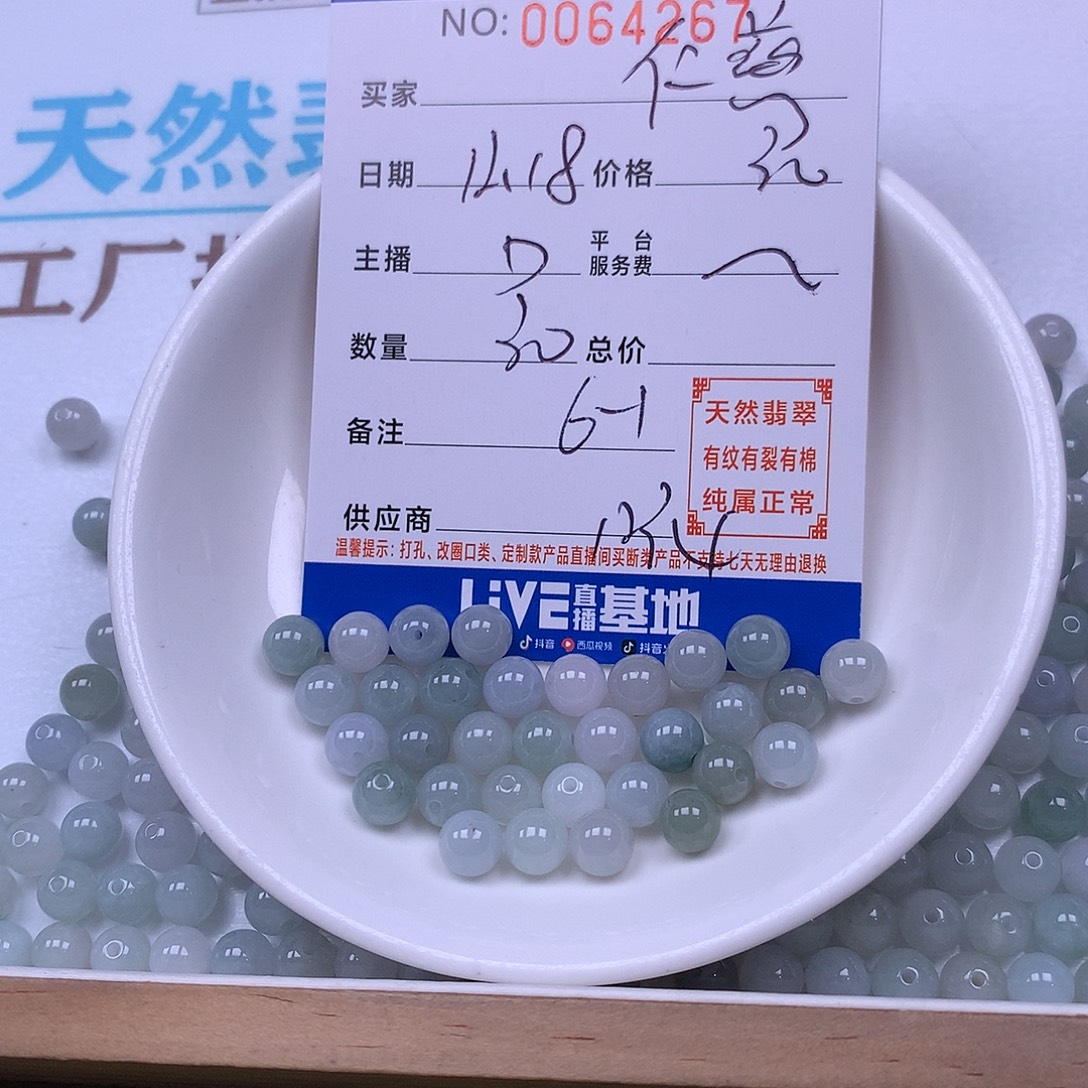 NO: 0064267
天然
工厂
买家
日期 12.18 价格
主播 平台服务费
数量 30 总价
备注 6-1
天然翡翠
有纹有裂有棉
纯属正常
供应商
温馨提示：打孔、改圈口类、定制款产品直播间买断类产品不支持七天无理由退换
LiVE直播基地
抖音 西瓜视频 抖音